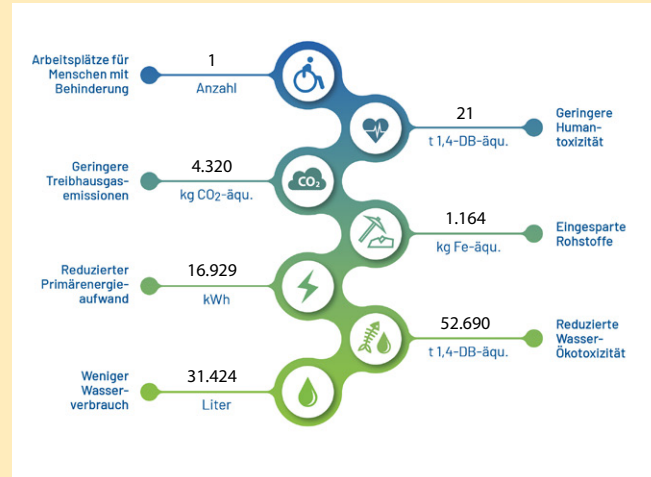 Arbeitsplätze für
Menschen mit
Behinderung
1
Anzahl
21
t 1,4-DB-äqu.
Geringere
Human-
toxizität
Geringere
Treibhausgas-
emissionen
4.320
kg CO2-äqu.
CO2
1.164
kg Fe-äqu.
Eingesparte
Rohstoffe
Reduzierter
Primärenergie-
aufwand
16.929
kWh
52.690
t 1,4-DB-äqu.
Reduzierte
Wasser-
Ökotoxizität
Weniger
Wasser-
verbrauch
31.424
Liter